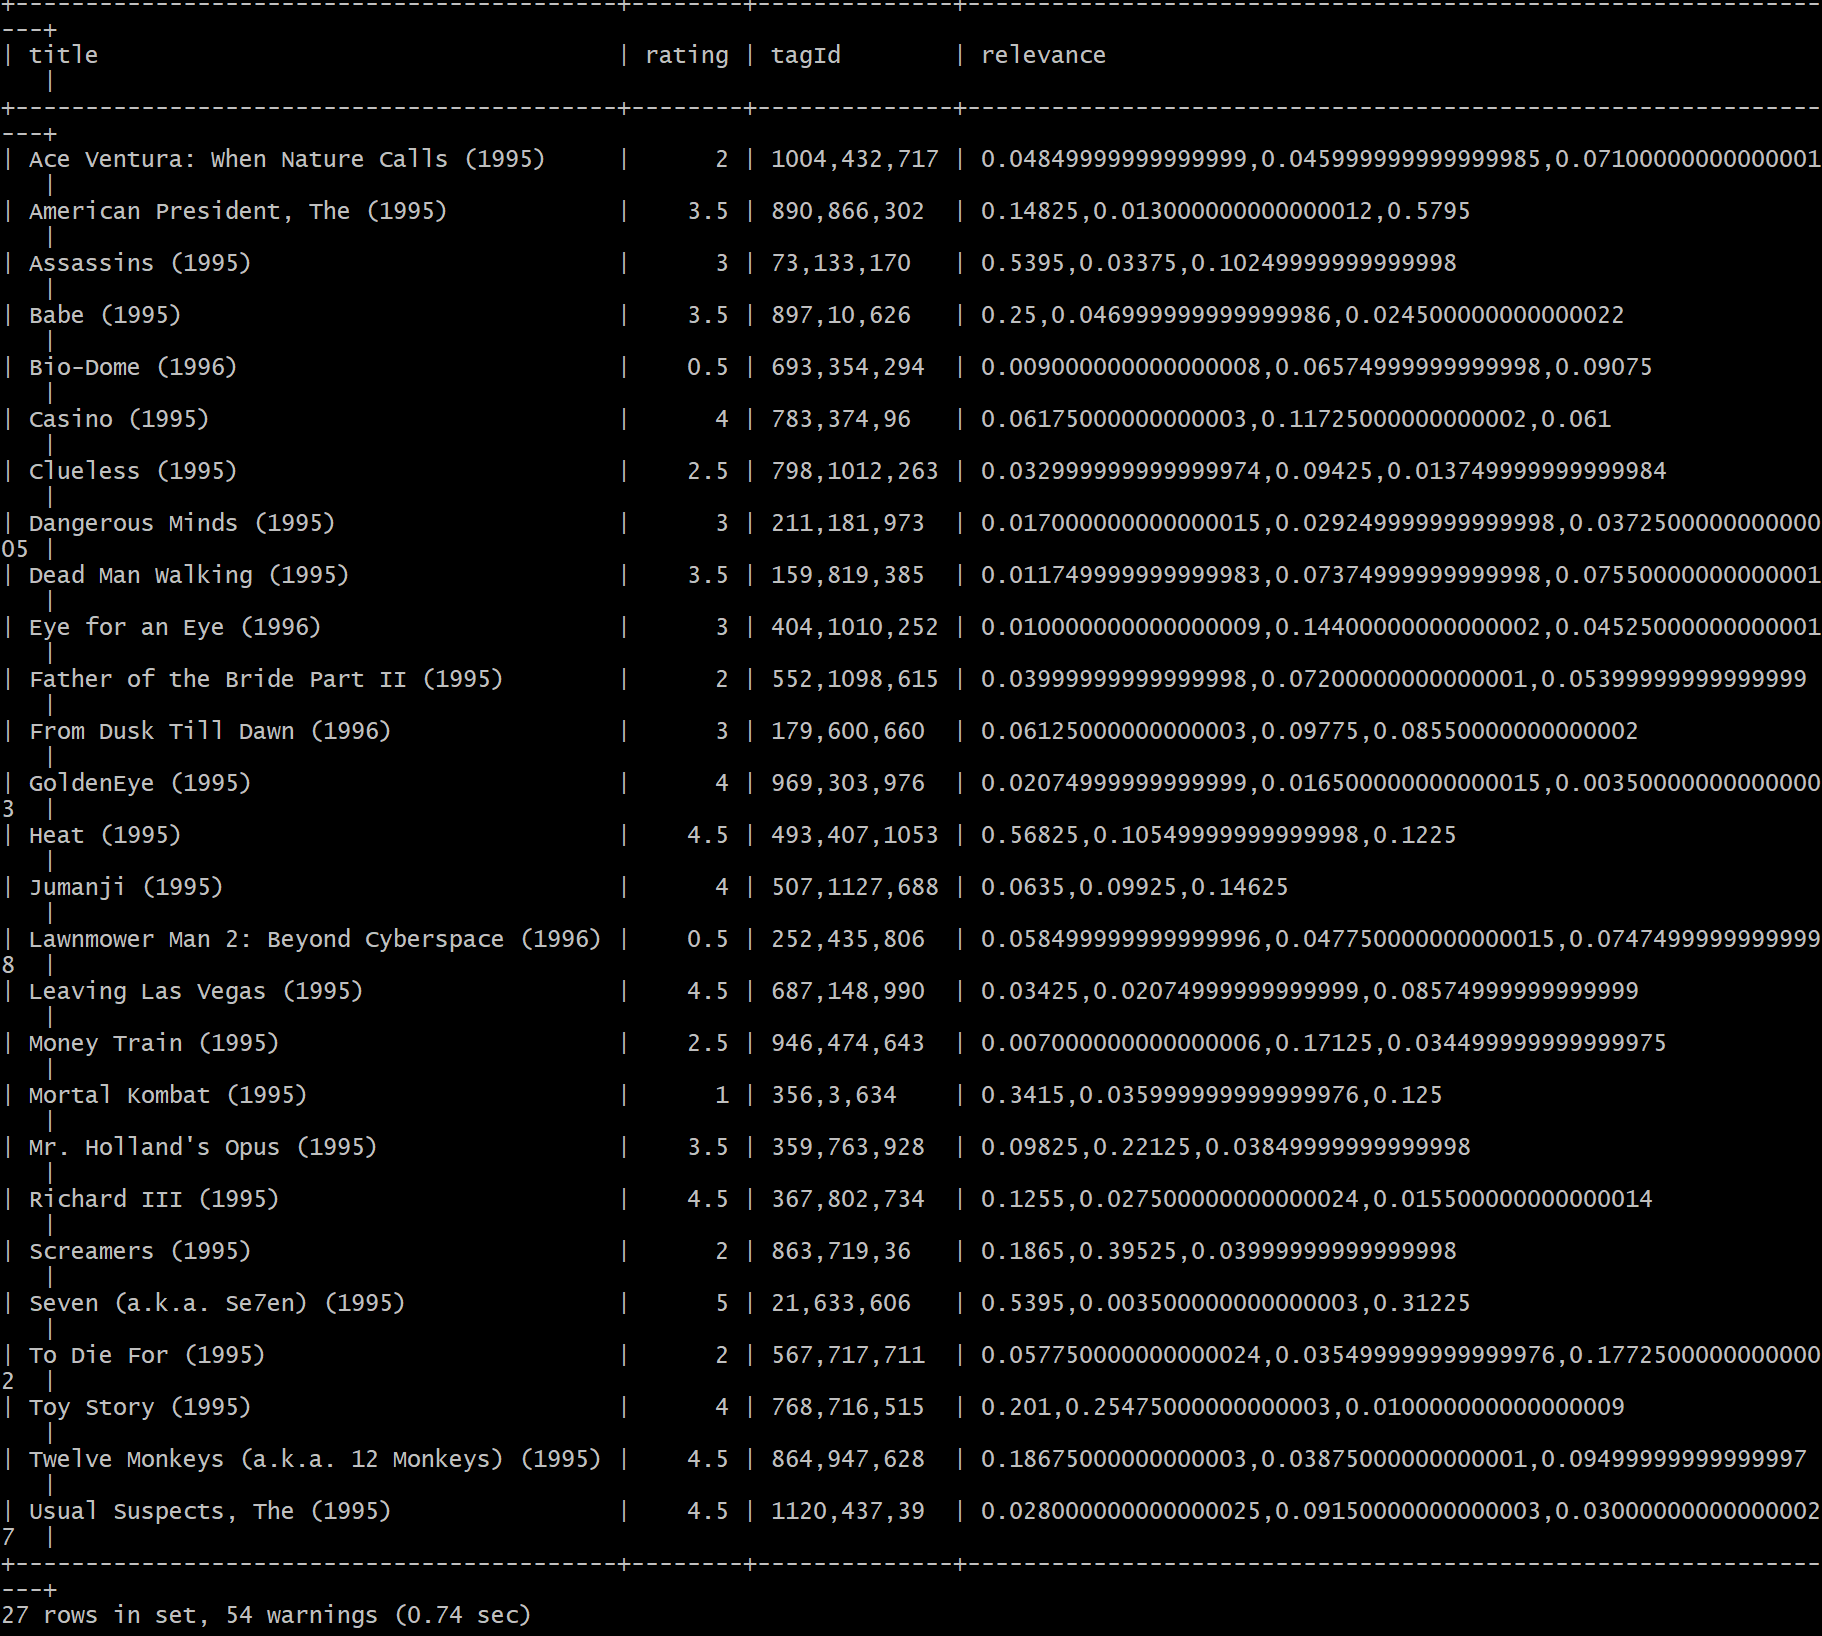 +-------------------------------------------+--------+--------------+-------------------------------------------------------------
---+
| title                                     | rating | tagId        | relevance
   |
+-------------------------------------------+--------+--------------+-------------------------------------------------------------
---+
| Ace Ventura: When Nature Calls (1995)     |      2 | 1004,432,717 | 0.04849999999999999,0.045999999999999985,0.07100000000000001
   |
| American President, The (1995)            |    3.5 | 890,866,302  | 0.14825,0.013000000000000012,0.5795
   |
| Assassins (1995)                          |      3 | 73,133,170   | 0.5395,0.03375,0.10249999999999998
   |
| Babe (1995)                               |    3.5 | 897,10,626   | 0.25,0.046999999999999986,0.024500000000000022
   |
| Bio-Dome (1996)                           |    0.5 | 693,354,294  | 0.009000000000000008,0.06574999999999998,0.09075
   |
| Casino (1995)                             |      4 | 783,374,96   | 0.06175000000000003,0.11725000000000002,0.061
   |
| Clueless (1995)                           |    2.5 | 798,1012,263 | 0.032999999999999974,0.09425,0.013749999999999984
   |
| Dangerous Minds (1995)                    |      3 | 211,181,973  | 0.017000000000000015,0.029249999999999998,0.0372500000000000
05 |
| Dead Man Walking (1995)                   |    3.5 | 159,819,385  | 0.011749999999999983,0.07374999999999998,0.07550000000000001
   |
| Eye for an Eye (1996)                     |      3 | 404,1010,252 | 0.010000000000000009,0.14400000000000002,0.04525000000000001
   |
| Father of the Bride Part II (1995)        |      2 | 552,1098,615 | 0.03999999999999998,0.07200000000000001,0.05399999999999999
   |
| From Dusk Till Dawn (1996)                |      3 | 179,600,660  | 0.06125000000000003,0.09775,0.08550000000000002
   |
| GoldenEye (1995)                          |      4 | 969,303,976  | 0.02074999999999999,0.016500000000000015,0.00350000000000000
3  |
| Heat (1995)                               |    4.5 | 493,407,1053 | 0.56825,0.10549999999999998,0.1225
   |
| Jumanji (1995)                            |      4 | 507,1127,688 | 0.0635,0.09925,0.14625
   |
| Lawnmower Man 2: Beyond Cyberspace (1996) |    0.5 | 252,435,806  | 0.058499999999999996,0.047750000000000015,0.0747499999999999
8  |
| Leaving Las Vegas (1995)                  |    4.5 | 687,148,990  | 0.03425,0.02074999999999999,0.08574999999999999
   |
| Money Train (1995)                        |    2.5 | 946,474,643  | 0.007000000000000006,0.17125,0.034499999999999975
   |
| Mortal Kombat (1995)                      |      1 | 356,3,634    | 0.3415,0.035999999999999976,0.125
   |
| Mr. Holland's Opus (1995)                 |    3.5 | 359,763,928  | 0.09825,0.22125,0.03849999999999998
   |
| Richard III (1995)                        |    4.5 | 367,802,734  | 0.1255,0.027500000000000024,0.015500000000000014
   |
| Screamers (1995)                          |      2 | 863,719,36   | 0.1865,0.39525,0.03999999999999998
   |
| Seven (a.k.a. Se7en) (1995)               |      5 | 21,633,606   | 0.5395,0.003500000000000003,0.31225
   |
| To Die For (1995)                         |      2 | 567,717,711  | 0.057750000000000024,0.035499999999999976,0.1772500000000000
2  |
| Toy Story (1995)                          |      4 | 768,716,515  | 0.201,0.25475000000000003,0.010000000000000009
   |
| Twelve Monkeys (a.k.a. 12 Monkeys) (1995) |    4.5 | 864,947,628  | 0.18675000000000003,0.03875000000000001,0.09499999999999997
   |
| Usual Suspects, The (1995)                |    4.5 | 1120,437,39  | 0.028000000000000025,0.09150000000000003,0.03000000000000002
7  |
+-------------------------------------------+--------+--------------+-------------------------------------------------------------
---+
27 rows in set, 54 warnings (0.74 sec)